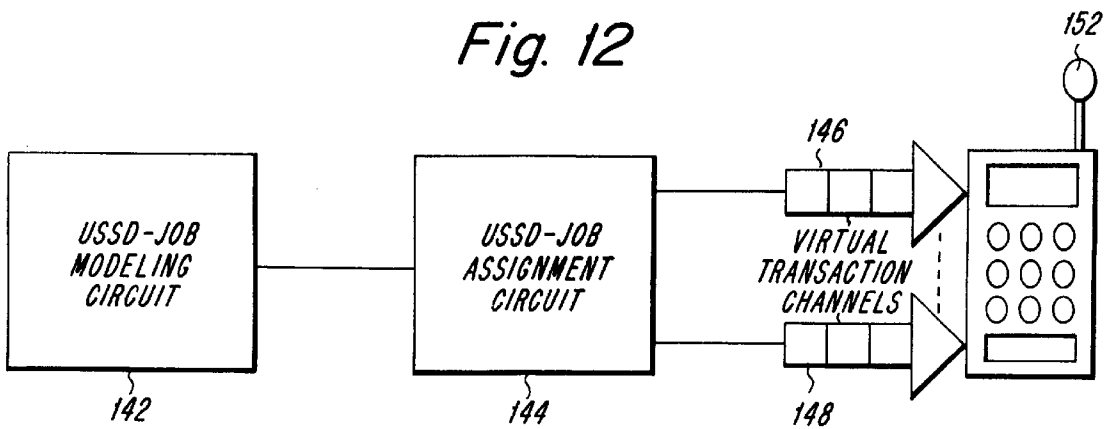 Fig. 12
152
146
USSD-JOB
MODELING
CIRCUIT
USSD-JOB
ASSIGNMENT
CIRCUIT
VIRTUAL
TRANSACTION
CHANNELS
142
144
148